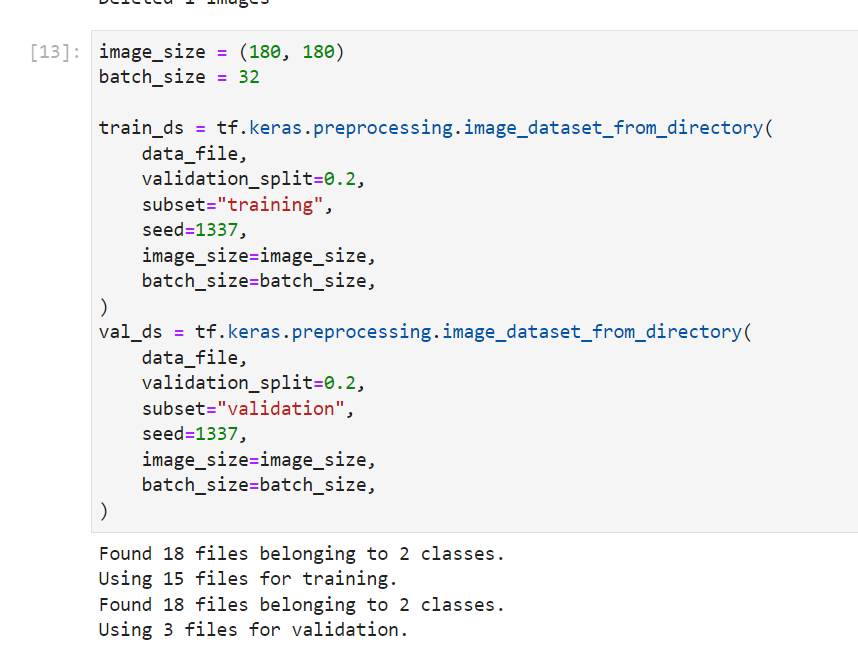 Deleted 1 images
[13]:
image_size = (180, 180)
batch_size = 32
train_ds = tf.keras.preprocessing.image_dataset_from_directory(
data_file,
validation_split=0.2,
subset="training",
seed=1337,
image_size=image_size,
batch_size=batch_size,
)
val_ds = tf.keras.preprocessing.image_dataset_from_directory(
data_file,
validation_split=0.2,
subset="validation",
seed=1337,
image_size=image_size,
batch_size=batch_size,
)
Found 18 files belonging to 2 classes.
Using 15 files for training.
Found 18 files belonging to 2 classes.
Using 3 files for validation.